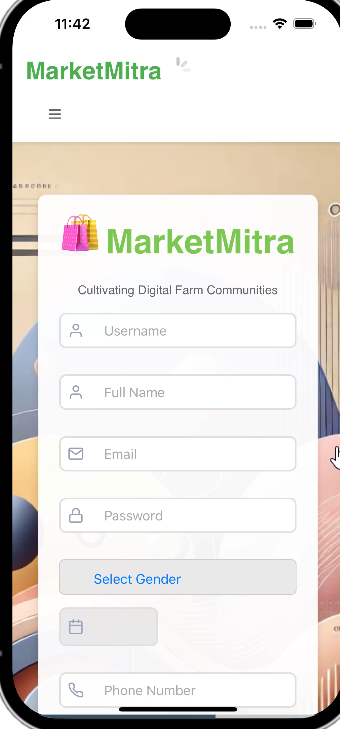 11:42
MarketMitra
MarketMitra
Cultivating Digital Farm Communities
Username
Full Name
Email
Password
Select Gender
Phone Number